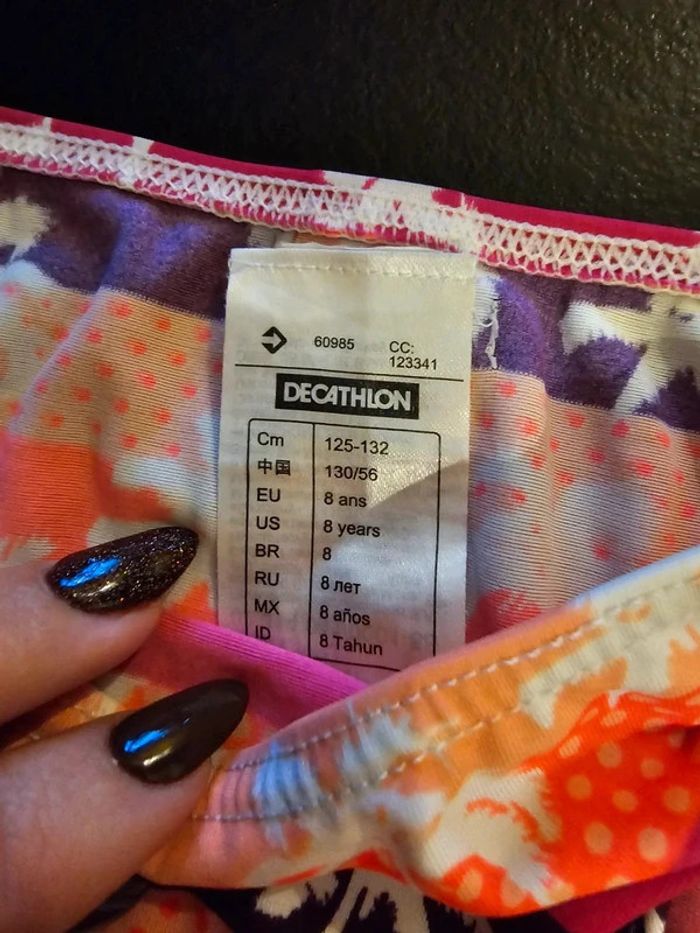 60985 CC:
123341
DECATHLON
Cm 125-132
中国 130/56
EU 8 ans
US 8 years
BR 8
RU 8 лет
MX 8 años
ID 8 Tahun